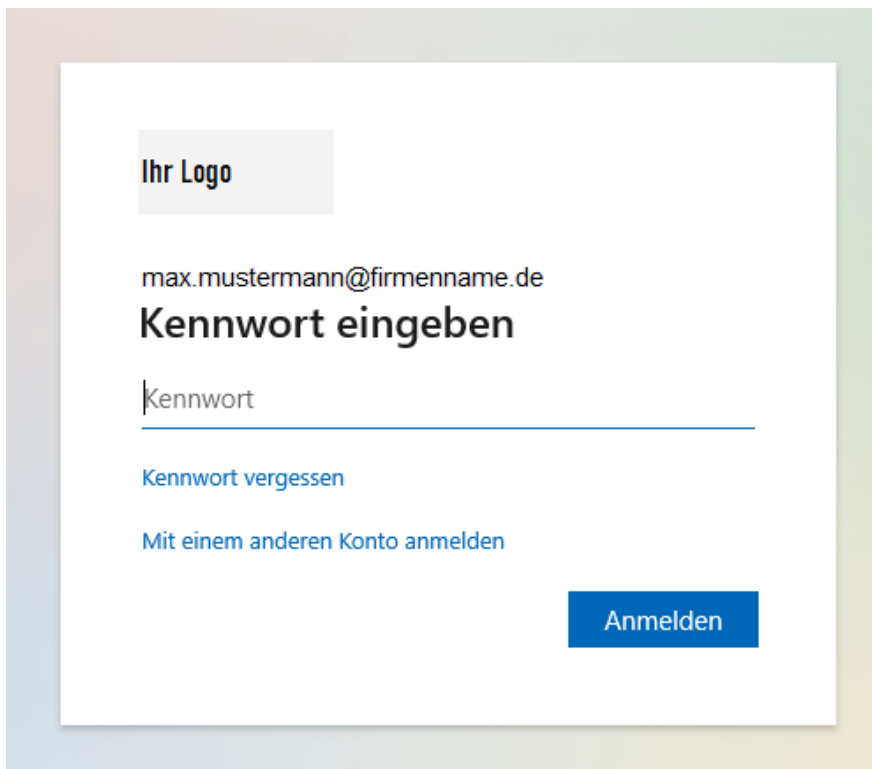 Ihr Logo
max.mustermann@firmenname.de
Kennwort eingeben
Kennwort
Kennwort vergessen
Mit einem anderen Konto anmelden
Anmelden